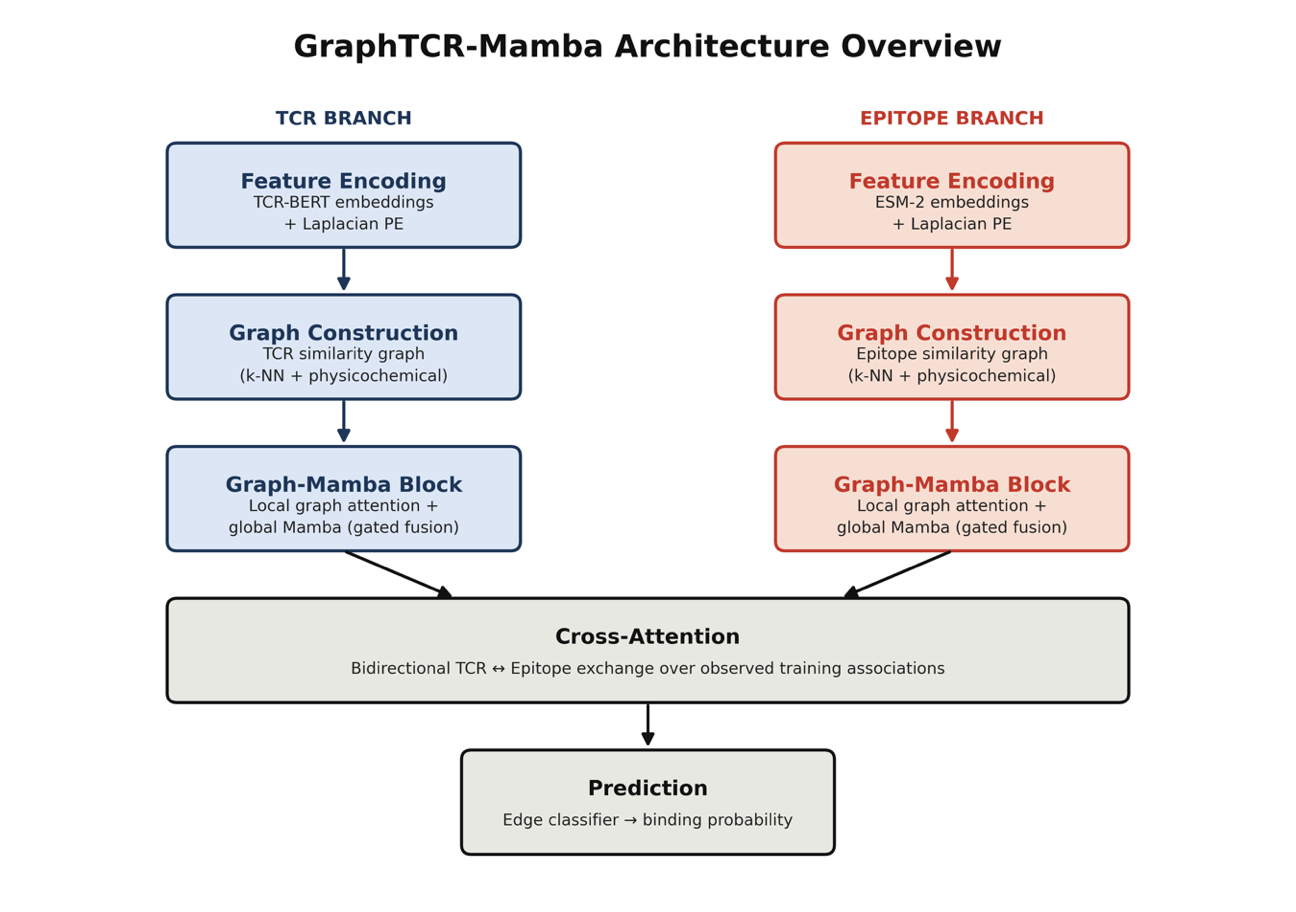 GraphTCR-Mamba Architecture Overview
TCR BRANCH
Feature Encoding
TCR-BERT embeddings
+ Laplacian PE
Graph Construction
TCR similarity graph
(k-NN + physicochemical)
Graph-Mamba Block
Local graph attention +
global Mamba (gated fusion)
EPITOPE BRANCH
Feature Encoding
ESM-2 embeddings
+ Laplacian PE
Graph Construction
Epitope similarity graph
(k-NN + physicochemical)
Graph-Mamba Block
Local graph attention +
global Mamba (gated fusion)
Cross-Attention
Bidirectional TCR ↔ Epitope exchange over observed training associations
Prediction
Edge classifier → binding probability